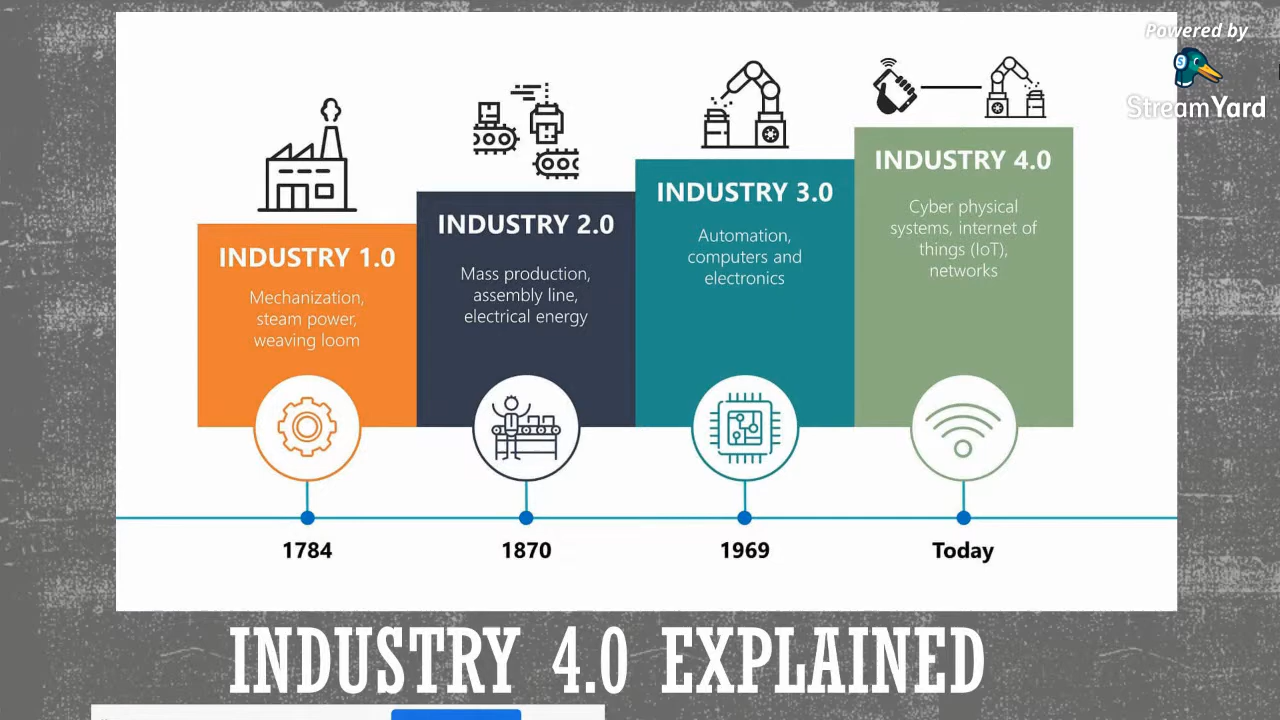 Powered by
StreamYard
INDUSTRY 1.0
Mechanization,
steam power,
weaving loom
INDUSTRY 2.0
Mass production,
assembly line,
electrical energy
INDUSTRY 3.0
Automation,
computers and
electronics
INDUSTRY 4.0
Cyber physical
systems, internet of
things (IoT),
networks
1784
1870
1969
Today
INDUSTRY 4.0 EXPLAINED